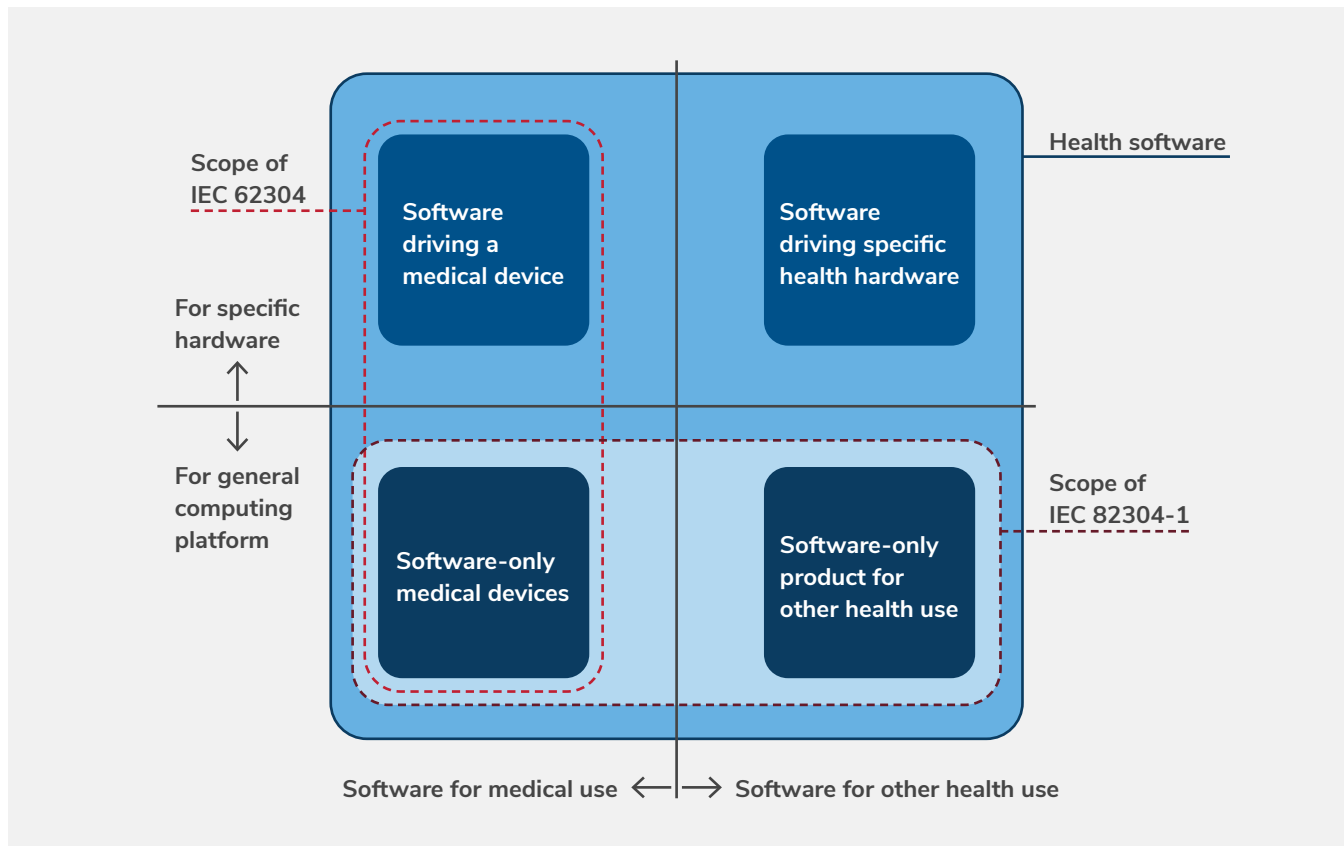 Health software
Scope of
IEC 62304
Software
driving a
medical device
Software
driving specific
health hardware
For specific
hardware
For general
computing
platform
Scope of
IEC 82304-1
Software-only
medical devices
Software-only
product for
other health use
Software for medical use
Software for other health use